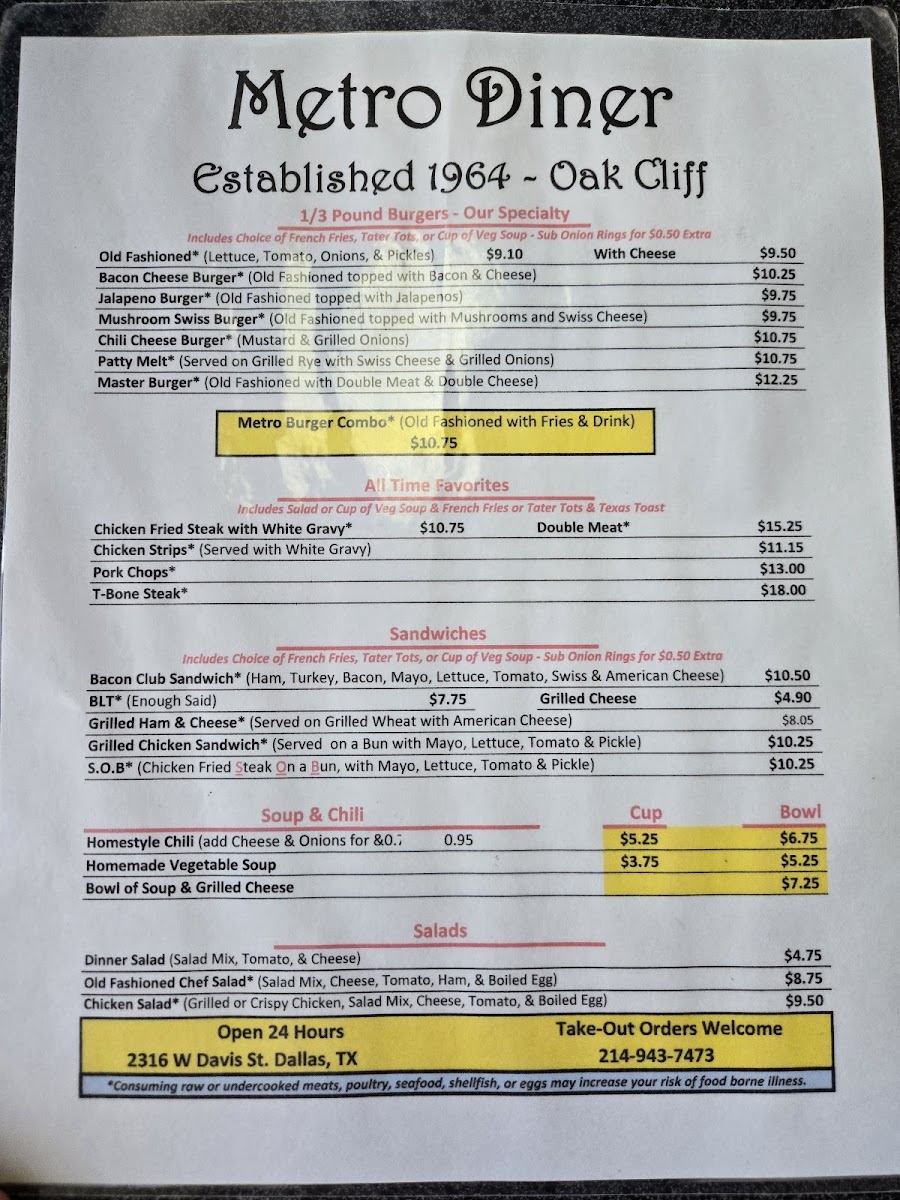 Metro Diner
Established 1964 ~ Oak Cliff
1/3 Pound Burgers - Our Specialty
Includes Choice of French Fries, Tater Tots, or Cup of Veg Soup - Sub Onion Rings for $0.50 Extra
Old Fashioned* (Lettuce, Tomato, Onions, & Pickles) $9.10 With Cheese $9.50
Bacon Cheese Burger* (Old Fashioned topped with Bacon & Cheese) $10.25
Jalapeno Burger* (Old Fashioned topped with Jalapenos) $9.75
Mushroom Swiss Burger* (Old Fashioned topped with Mushrooms and Swiss Cheese) $9.75
Chili Cheese Burger* (Mustard & Grilled Onions) $10.75
Patty Melt* (Served on Grilled Rye with Swiss Cheese & Grilled Onions) $10.75
Master Burger* (Old Fashioned with Double Meat & Double Cheese) $12.25
Metro Burger Combo* (Old Fashioned with Fries & Drink)
$10.75
All Time Favorites
Includes Salad or Cup of Veg Soup & French Fries or Tater Tots & Texas Toast
Chicken Fried Steak with White Gravy* $10.75 Double Meat* $15.25
Chicken Strips* (Served with White Gravy) $11.15
Pork Chops* $13.00
T-Bone Steak* $18.00
Sandwiches
Includes Choice of French Fries, Tater Tots, or Cup of Veg Soup - Sub Onion Rings for $0.50 Extra
Bacon Club Sandwich* (Ham, Turkey, Bacon, Mayo, Lettuce, Tomato, Swiss & American Cheese) $10.50
BLT* (Enough Said) $7.75 Grilled Cheese $4.90
Grilled Ham & Cheese* (Served on Grilled Wheat with American Cheese) $8.05
Grilled Chicken Sandwich* (Served on a Bun with Mayo, Lettuce, Tomato & Pickle) $10.25
S.O.B* (Chicken Fried Steak On a Bun, with Mayo, Lettuce, Tomato & Pickle) $10.25
Soup & Chili Cup Bowl
Homestyle Chili (add Cheese & Onions for &0.7 0.95 $5.25 $6.75
Homemade Vegetable Soup $3.75 $5.25
Bowl of Soup & Grilled Cheese $7.25
Salads
Dinner Salad (Salad Mix, Tomato, & Cheese) $4.75
Old Fashioned Chef Salad* (Salad Mix, Cheese, Tomato, Ham, & Boiled Egg) $8.75
Chicken Salad* (Grilled or Crispy Chicken, Salad Mix, Cheese, Tomato, & Boiled Egg) $9.50
Open 24 Hours Take-Out Orders Welcome
2316 W Davis St. Dallas, TX 214-943-7473
*Consuming raw or undercooked meats, poultry, seafood, shellfish, or eggs may increase your risk of food borne illness.